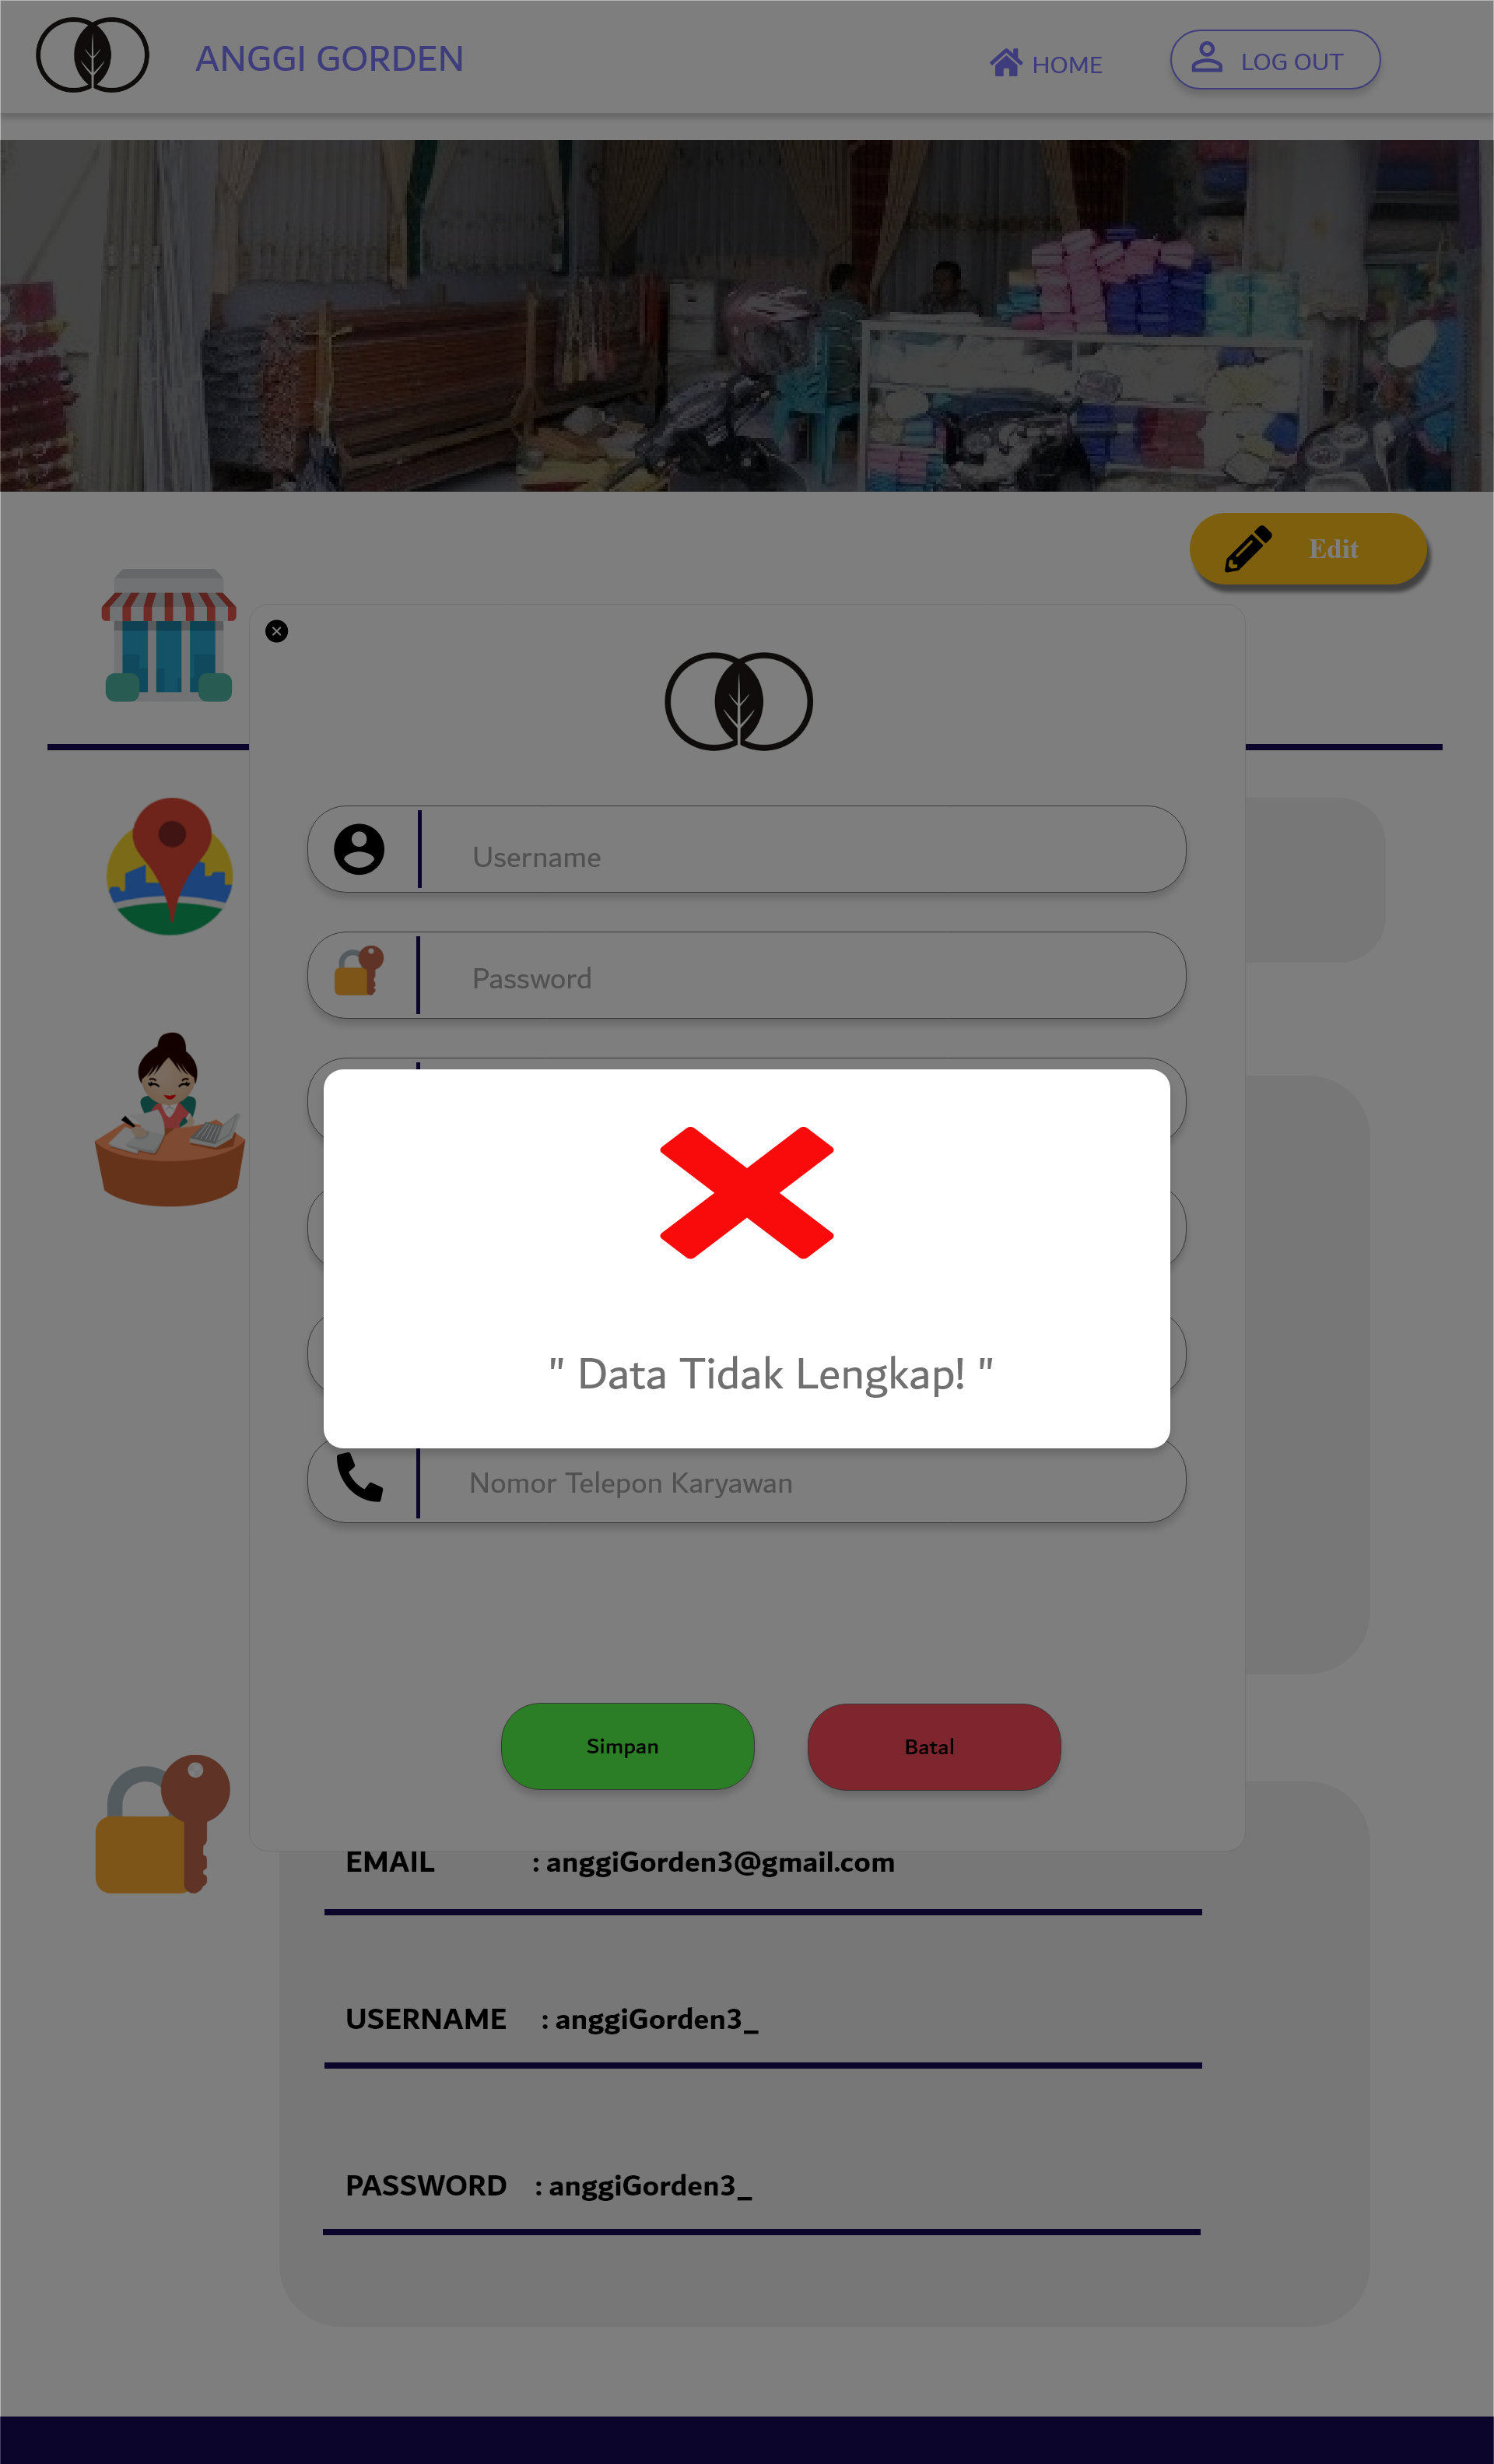 ANGGI GORDEN
HOME
LOG OUT
Edit
Username
Password
" Data Tidak Lengkap! "
Nomor Telepon Karyawan
Simpan
Batal
EMAIL : anggiGorden3@gmail.com
USERNAME : anggiGorden3_
PASSWORD : anggiGorden3_